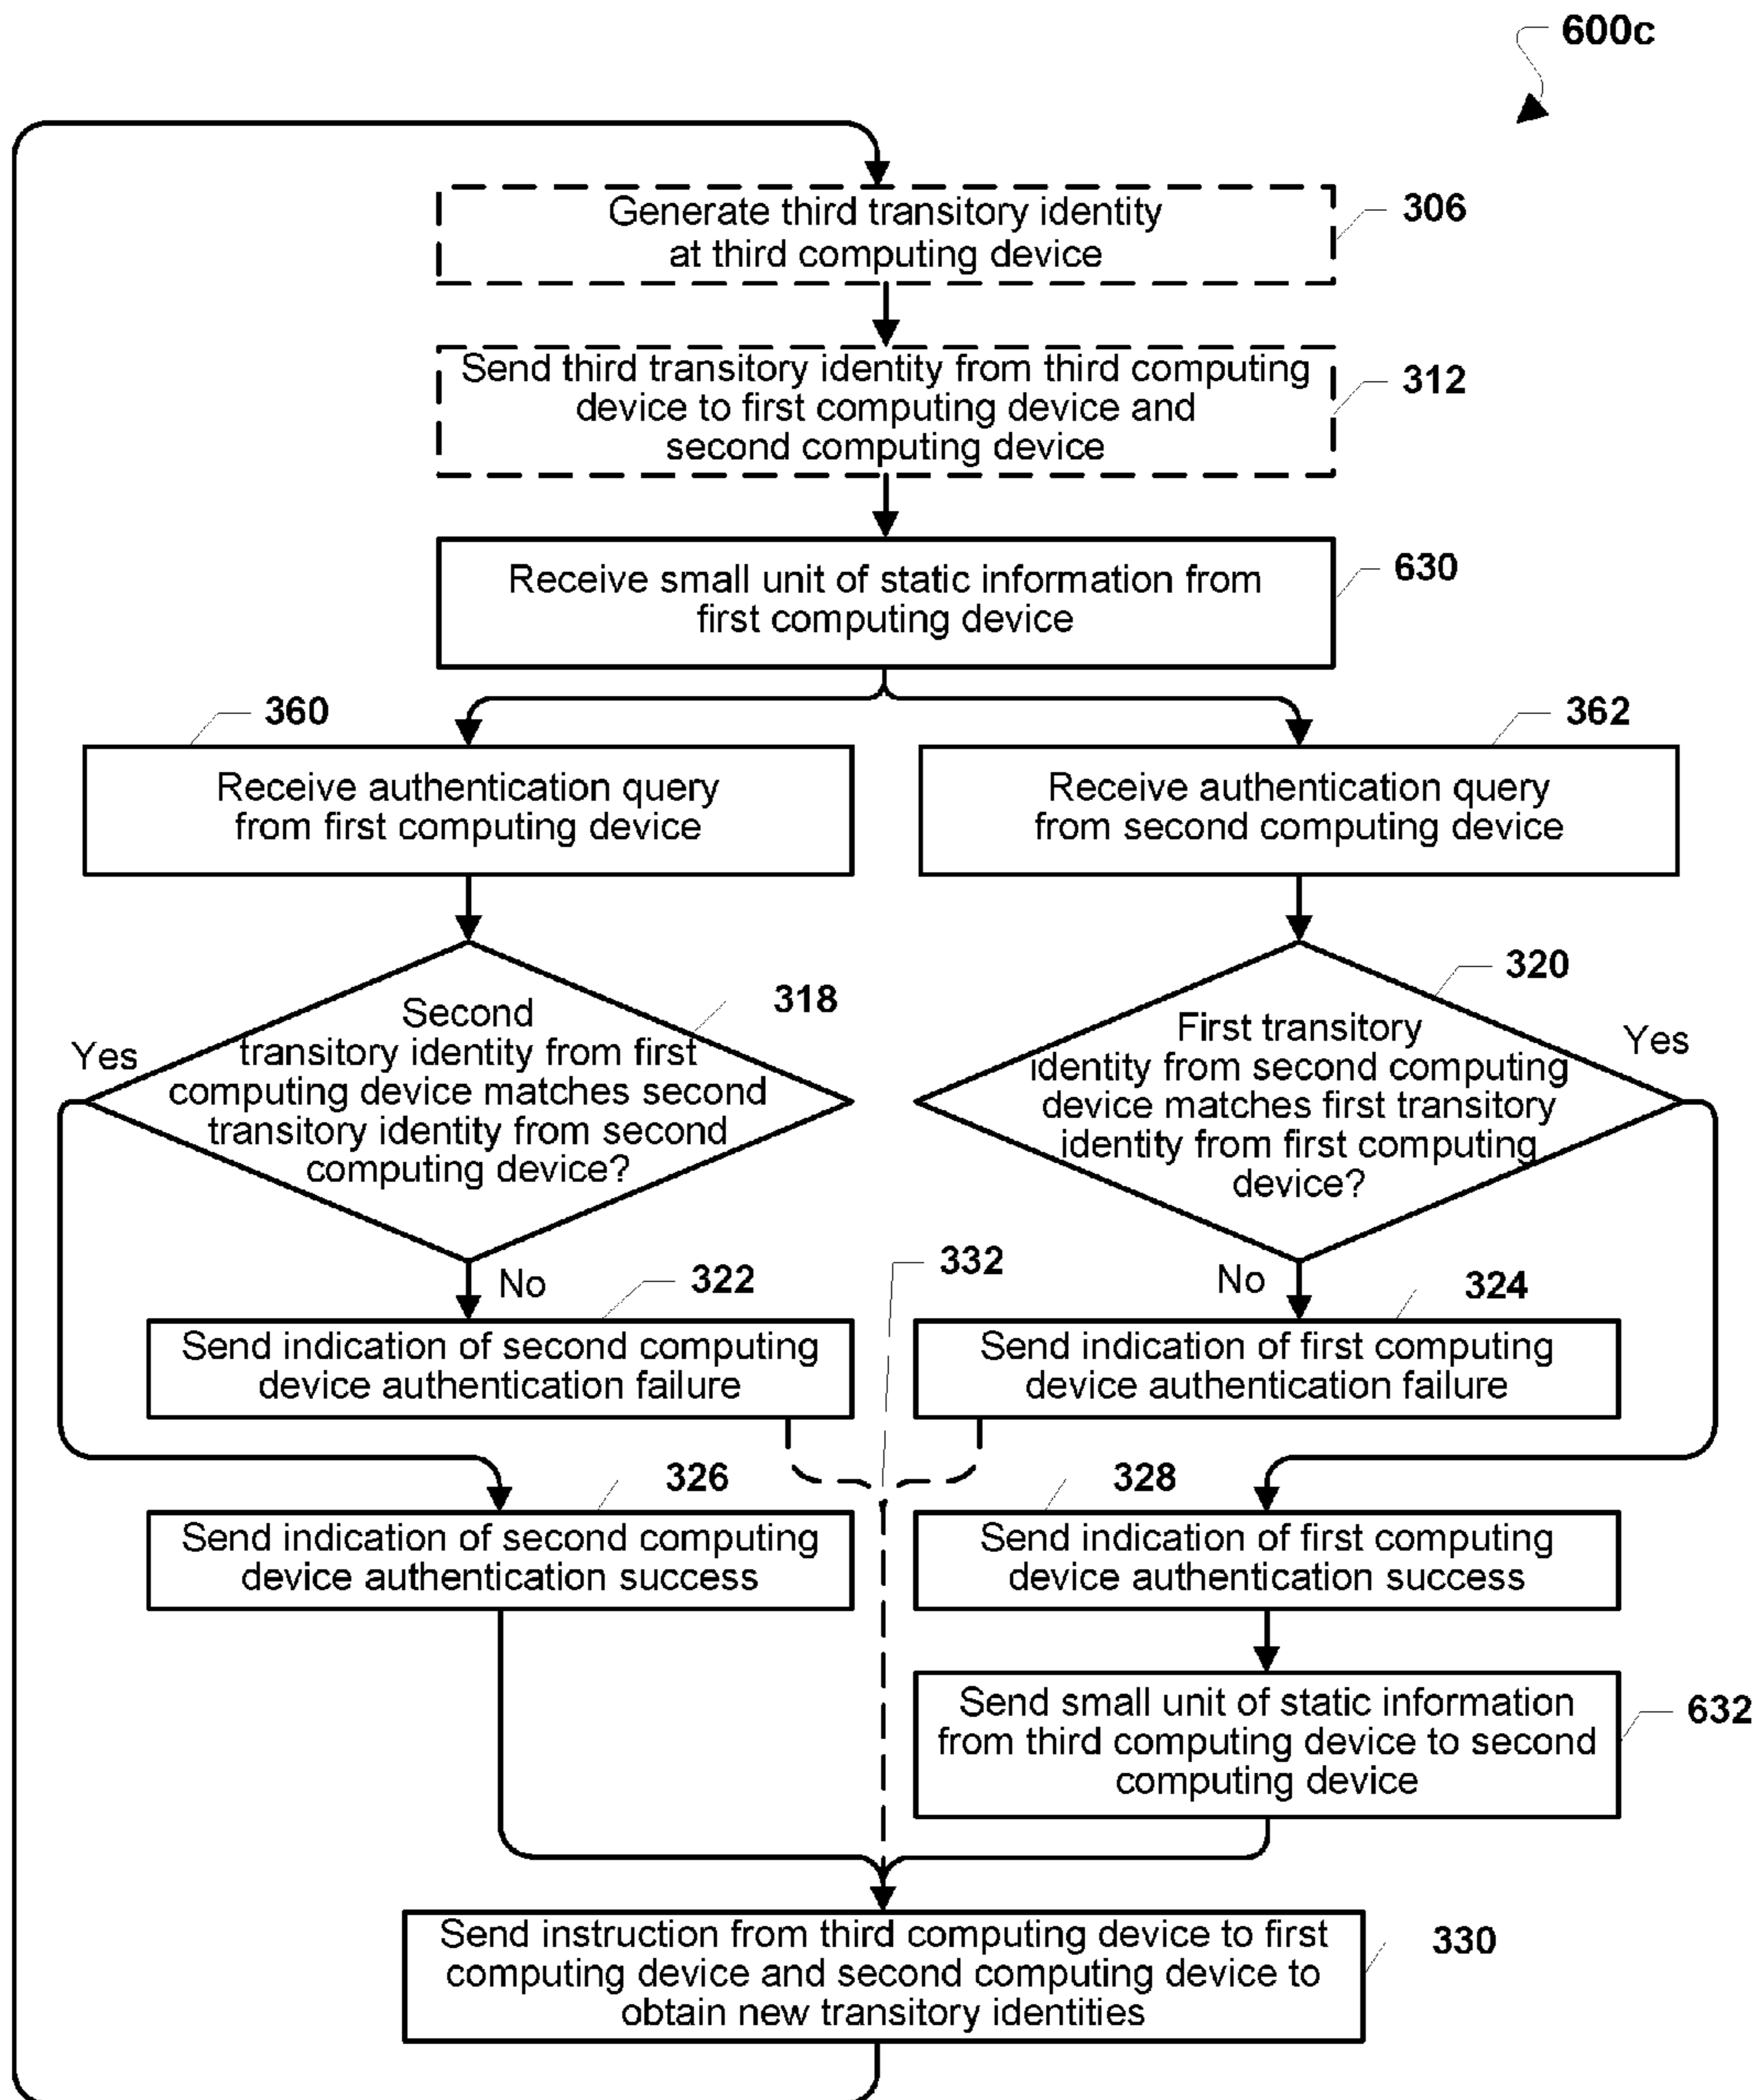 600c
Generate third transitory identity
at third computing device
306
Send third transitory identity from third computing
device to first computing device and
second computing device
312
Receive small unit of static information from
first computing device
630
360
Receive authentication query
from first computing device
362
Receive authentication query
from second computing device
318
Second
transitory identity from first
computing device matches second
transitory identity from second
computing device?
Yes
No
320
First transitory
identity from second computing
device matches first transitory
identity from first computing
device?
Yes
No
332
322
Send indication of second computing
device authentication failure
324
Send indication of first computing
device authentication failure
326
Send indication of second computing
device authentication success
328
Send indication of first computing
device authentication success
Send small unit of static information
from third computing device to second
computing device
632
Send instruction from third computing device to first
computing device and second computing device to
obtain new transitory identities
330